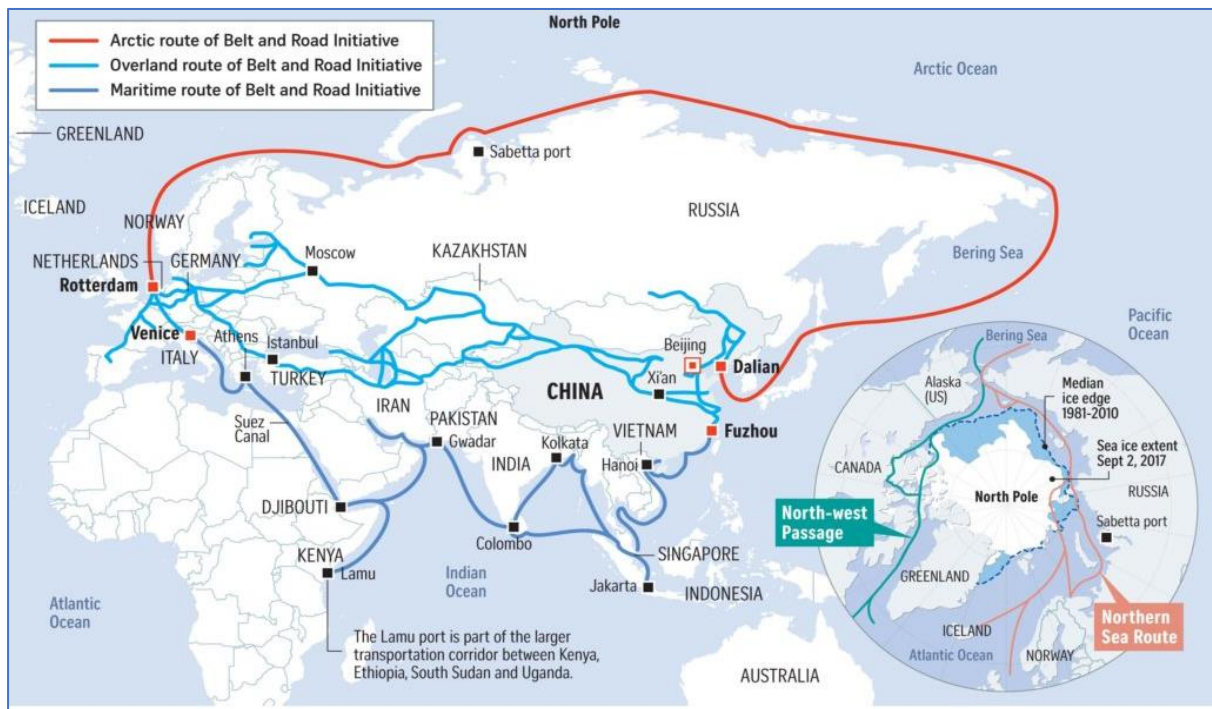 North Pole
Arctic route of Belt and Road Initiative
Overland route of Belt and Road Initiative
Maritime route of Belt and Road Initiative
Arctic Ocean
GREENLAND
Sabetta port
ICELAND
NORWAY
RUSSIA
Bering Sea
NETHERLANDS
GERMANY
Moscow
KAZAKHSTAN
Rotterdam
Pacific
Ocean
Venice
Athens
Istanbul
ITALY
TURKEY
Beijing
Dalian
Xi'an
CHINA
Suez
Canal
IRAN
PAKISTAN
Gwadar
Kolkata
VIETNAM
Fuzhou
INDIA
Hanoi
DJIBOUTI
Colombo
SINGAPORE
KENYA
Lamu
Indian
Ocean
Jakarta
INDONESIA
Atlantic
Ocean
The Lamu port is part of the larger
transportation corridor between Kenya,
Ethiopia, South Sudan and Uganda.
AUSTRALIA
Bering Sea
Alaska
(US)
Median
ice edge
1981-2010
CANADA
Sea ice extent
Sept 2, 2017
North Pole
RUSSIA
North-west
Passage
Sabetta port
GREENLAND
Northern
Sea Route
ICELAND
Atlantic Ocean
NORWAY